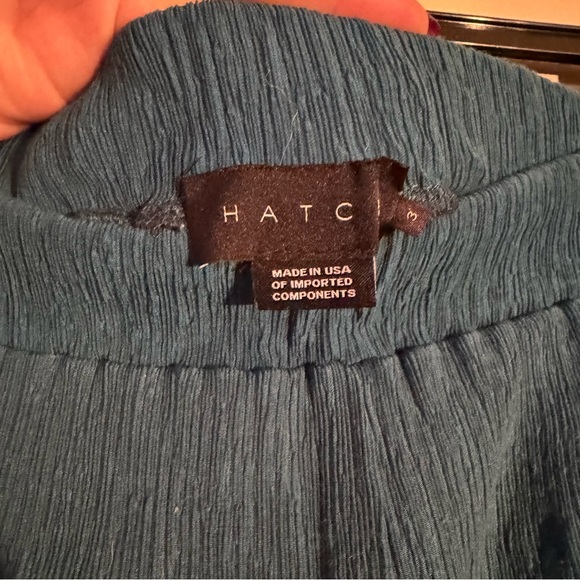 HATC
3
MADE IN USA
OF IMPORTED
COMPONENTS